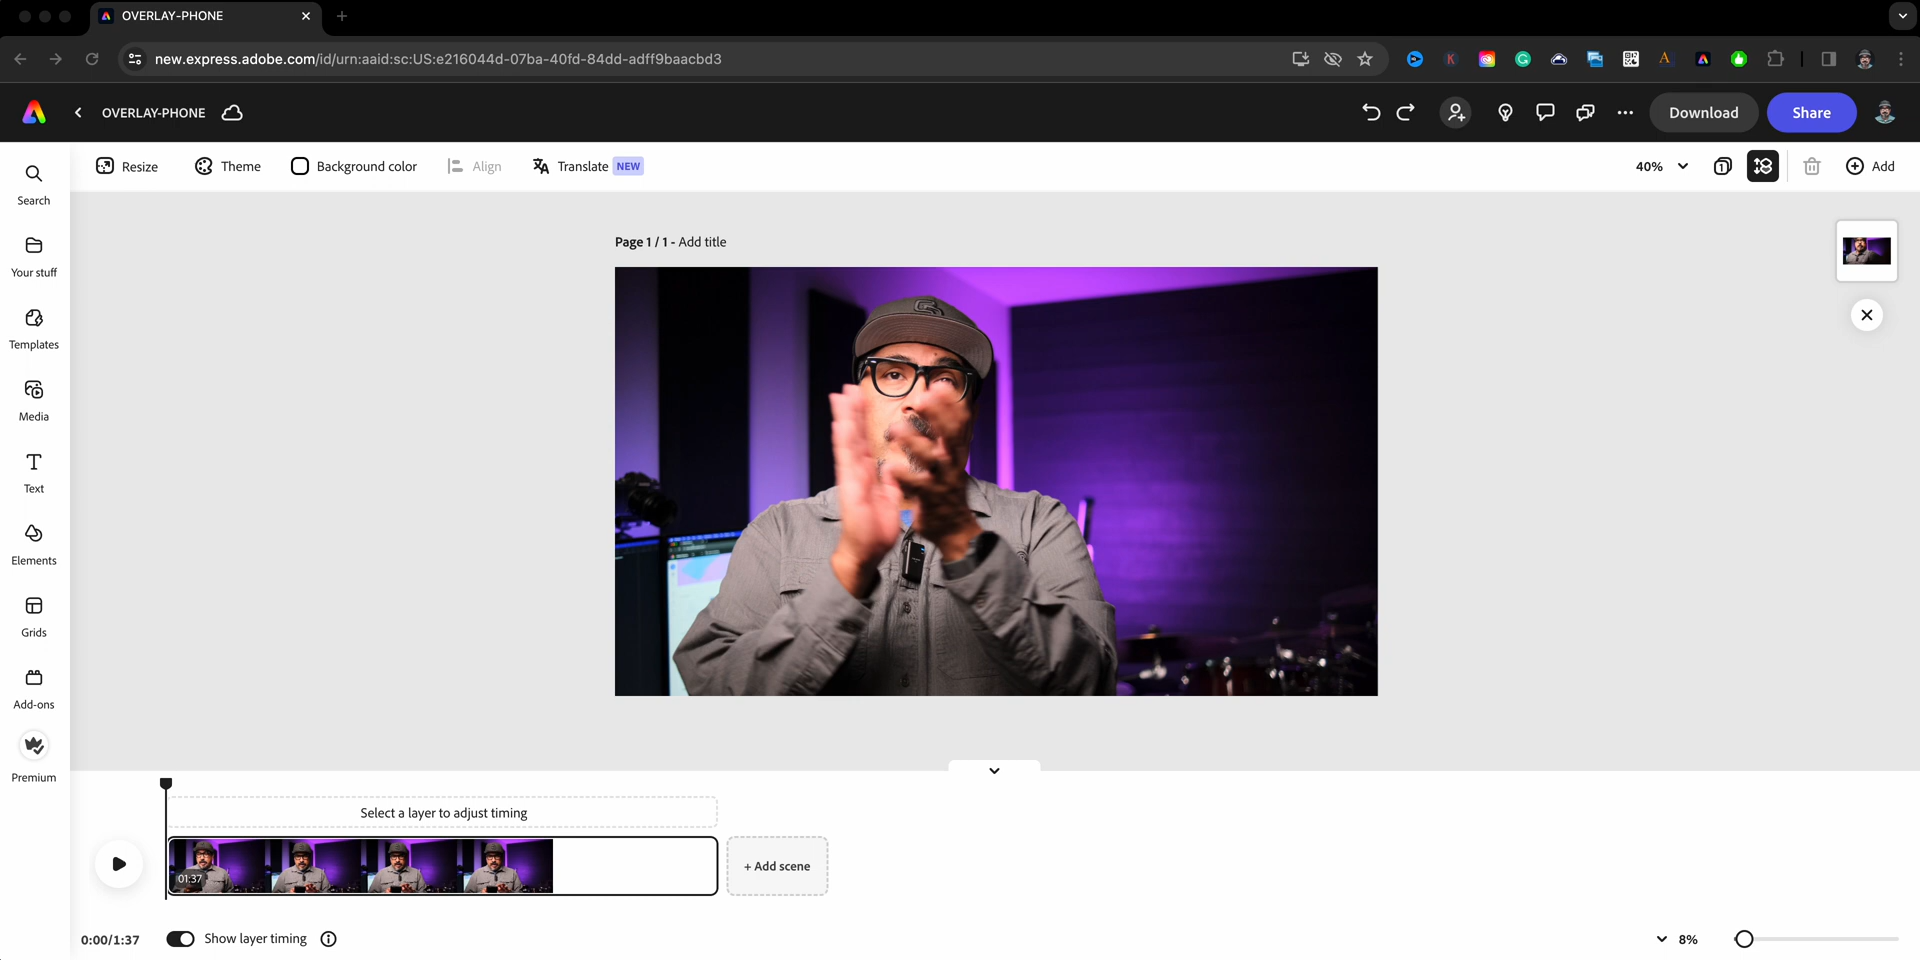 OVERLAY-PHONE
new.express.adobe.com/id/urn:aaid:sc:US:e216044d-07ba-40fd-84dd-adff9baacbd3
OVERLAY-PHONE
Download
Share
Resize
Theme
Background color
Align
Translate NEW
40%
1
Add
Search
Your stuff
Templates
Media
Text
Elements
Grids
Add-ons
Premium
Page 1 / 1 - Add title
Select a layer to adjust timing
01:37
+ Add scene
0:00/1:37
Show layer timing
8%